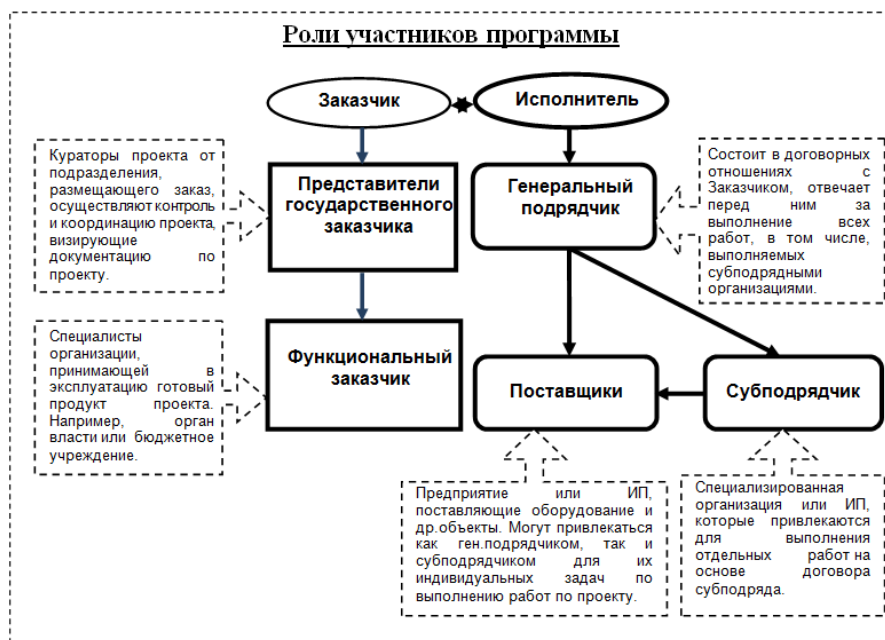 Роли участников программы
Заказчик
Исполнитель
Кураторы проекта от
подразделения,
размещающего заказ,
осуществляют контроль
и координацию проекта,
визирующие
документацию по
проекту.
Представители
государственного
заказчика
Генеральный
подрядчик
Состоит в договорных
отношениях с
Заказчиком, отвечает
перед ним за
выполнение всех
работ, в том числе,
выполняемых
субподрядными
организациями.
Специалисты
организации,
принимающей в
эксплуатацию готовый
продукт проекта.
Например, орган
власти или бюджетное
учреждение.
Функциональный
заказчик
Поставщики
Субподрядчик
Предприятие или ИП,
поставляющие оборудование и
др.объекты. Могут привлекаться
как ген.подрядчиком, так и
субподрядчиком для их
индивидуальных задач по
выполнению работ по проекту.
Специализированная
организация или ИП,
которые привлекаются
для выполнения
отдельных работ на
основе договора
субподряда.